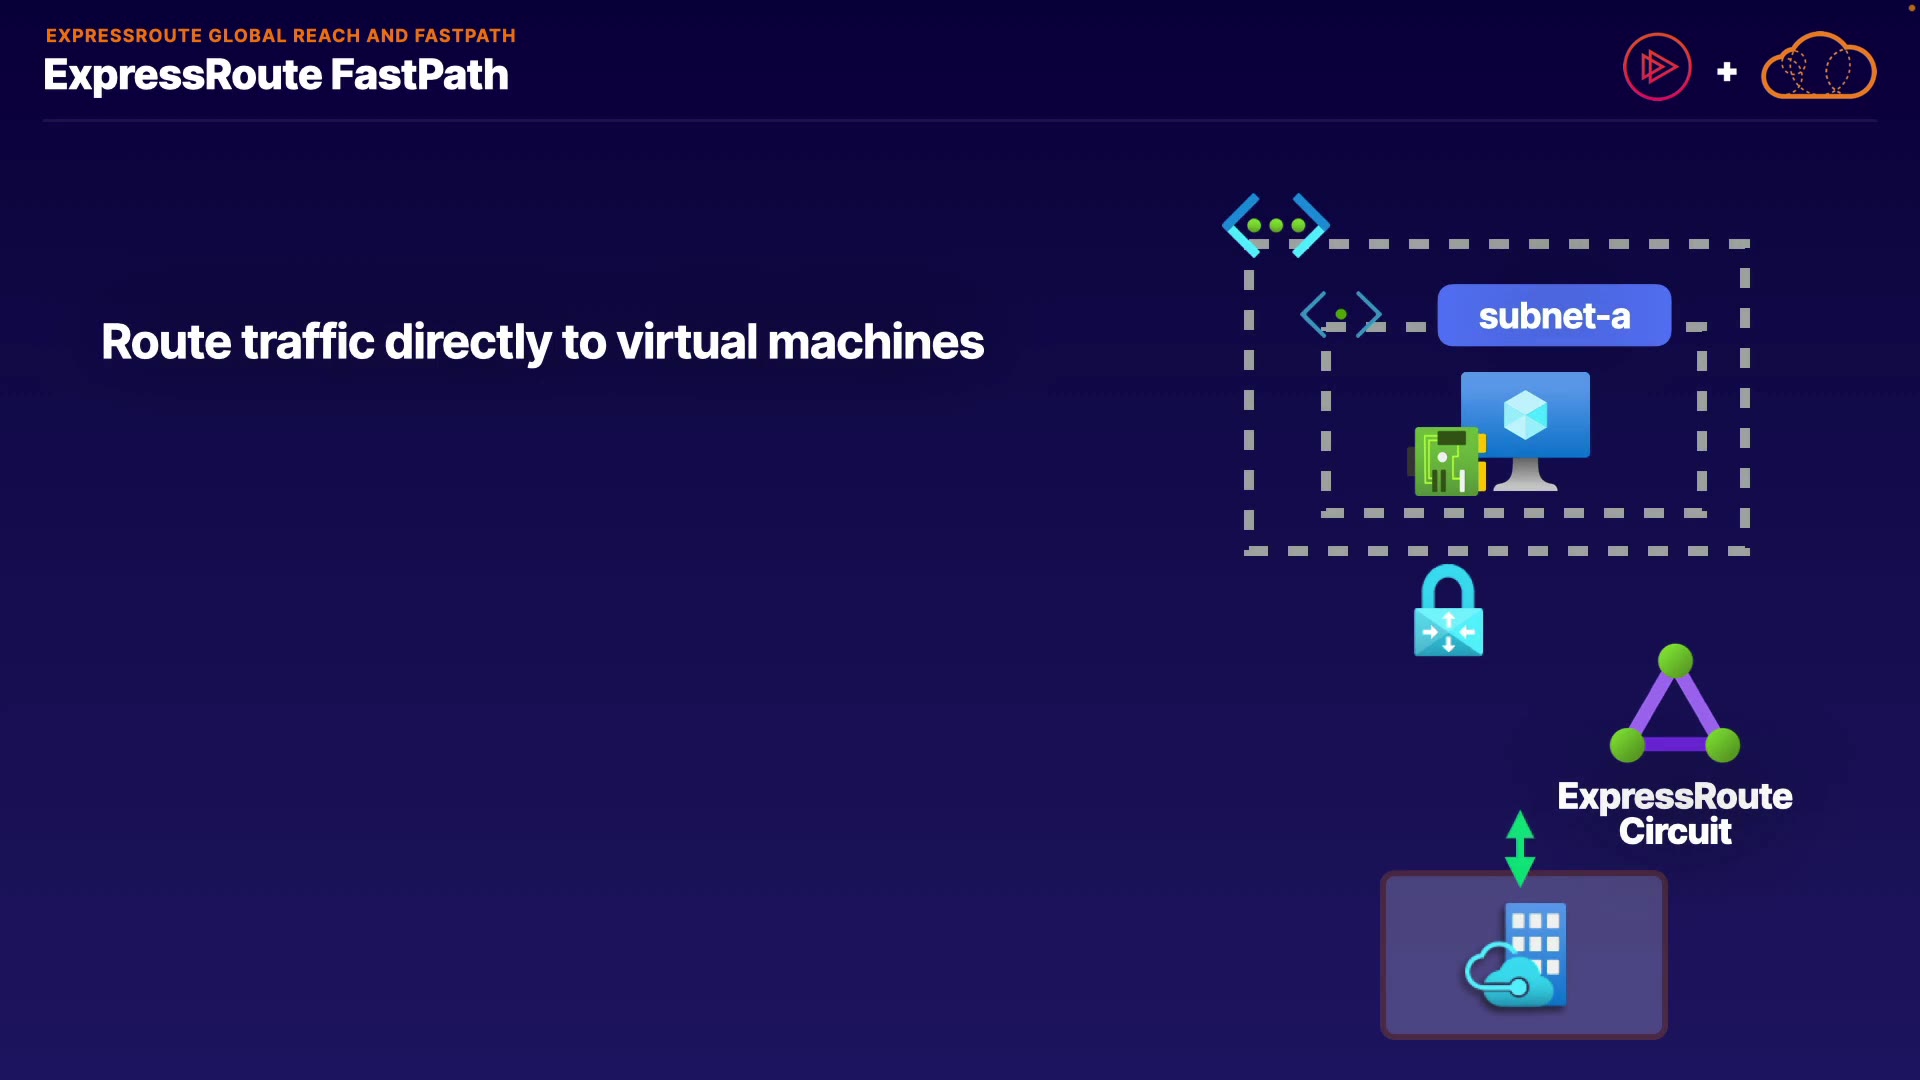 EXPRESSROUTE GLOBAL REACH AND FASTPATH
ExpressRoute FastPath
+
Route traffic directly to virtual machines
subnet-a
ExpressRoute
Circuit